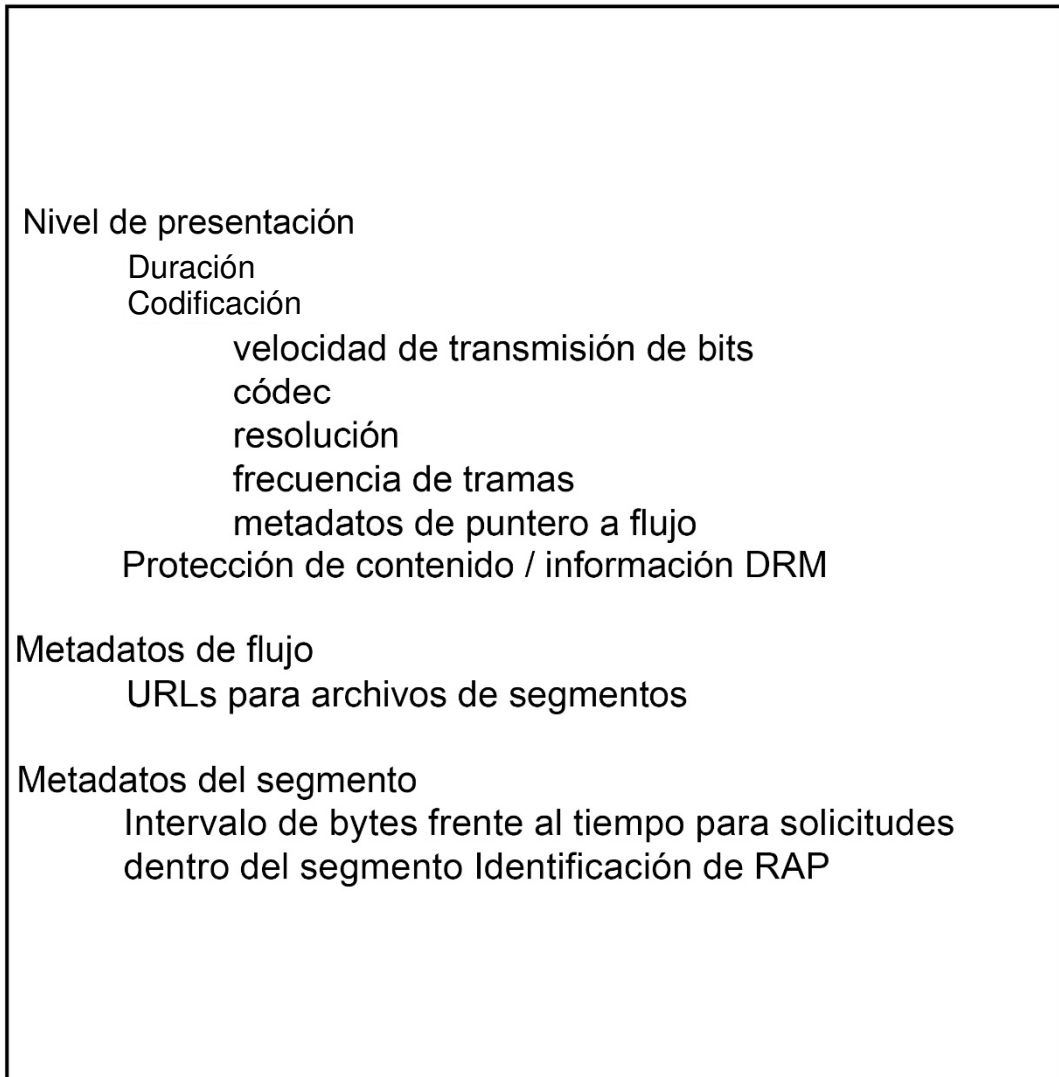 Nivel de presentación
Duración
Codificación
velocidad de transmisión de bits
códec
resolución
frecuencia de tramas
metadatos de puntero a flujo
Protección de contenido / información DRM
Metadatos de flujo
URLs para archivos de segmentos
Metadatos del segmento
Intervalo de bytes frente al tiempo para solicitudes
dentro del segmento Identificación de RAP